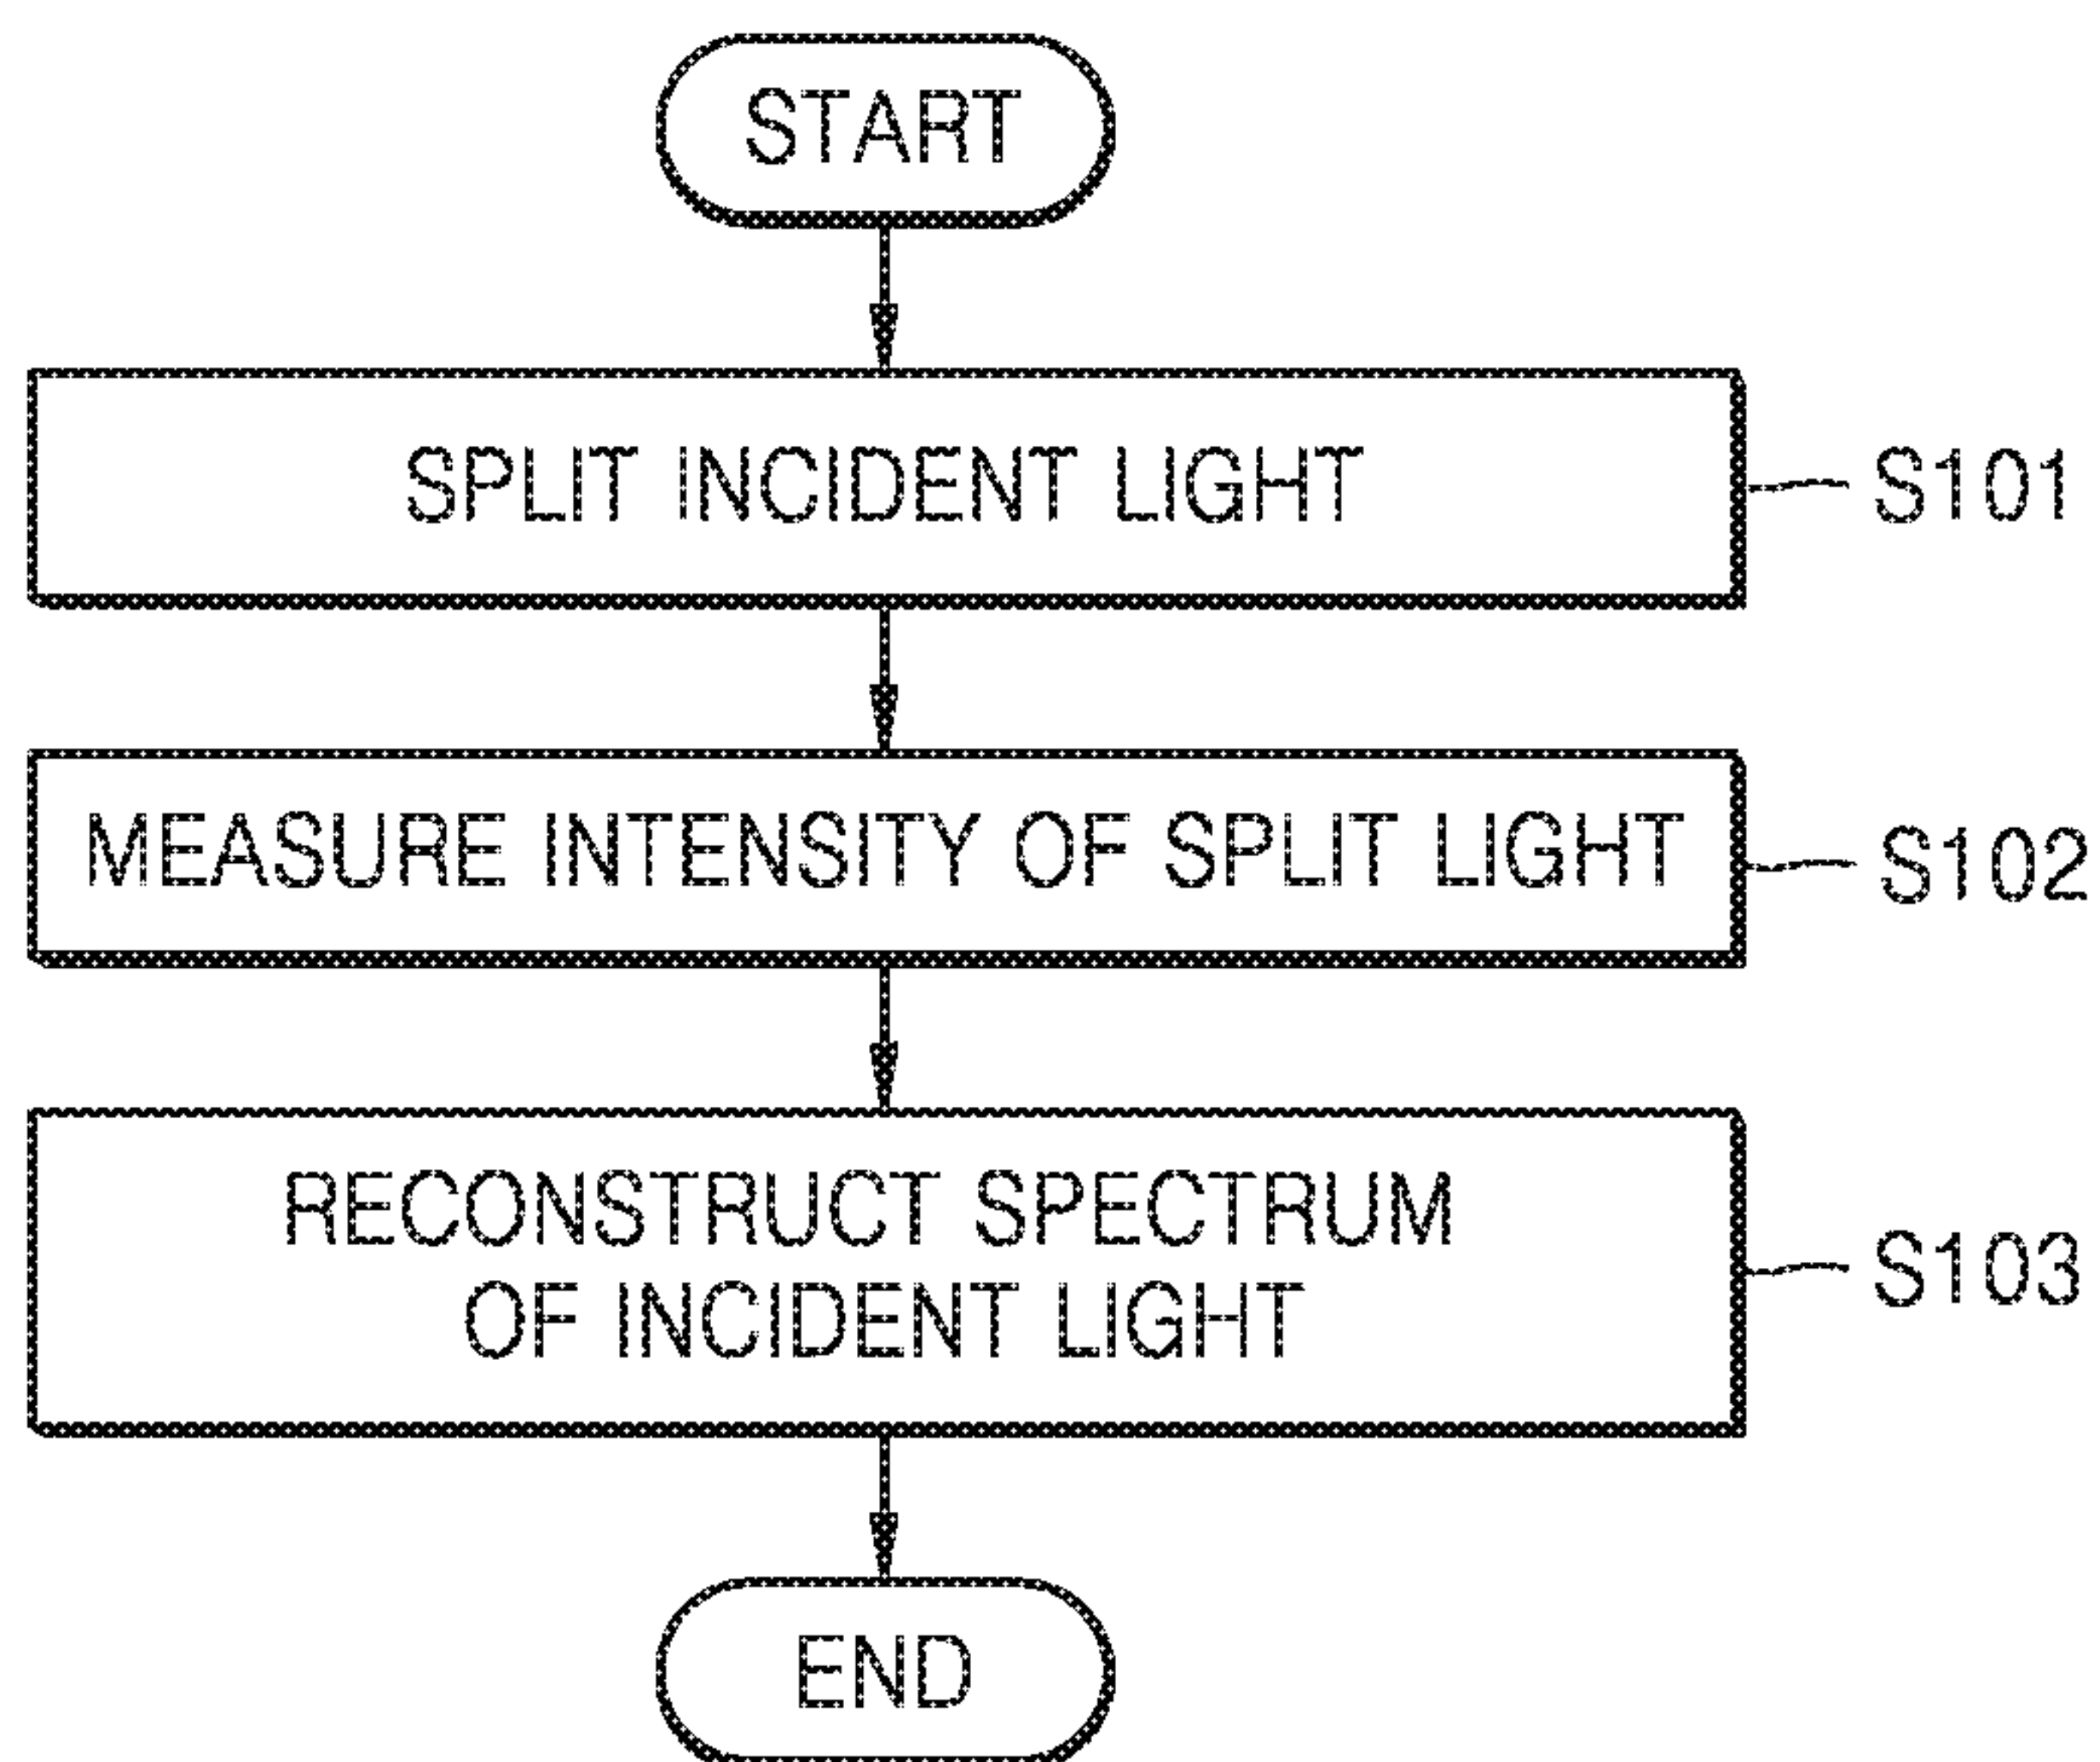 START
SPLIT INCIDENT LIGHT
S101
MEASURE INTENSITY OF SPLIT LIGHT
S102
RECONSTRUCT SPECTRUM
OF INCIDENT LIGHT
S103
END